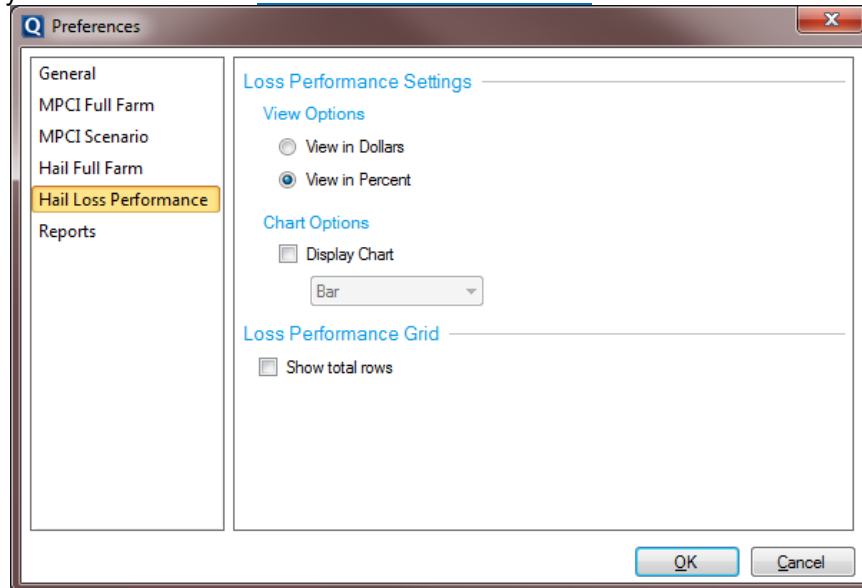 Q Preferences
General
MPCI Full Farm
MPCI Scenario
Hail Full Farm
Hail Loss Performance
Reports
Loss Performance Settings
View Options
View in Dollars
View in Percent
Chart Options
Display Chart
Bar
Loss Performance Grid
Show total rows
OK
Cancel